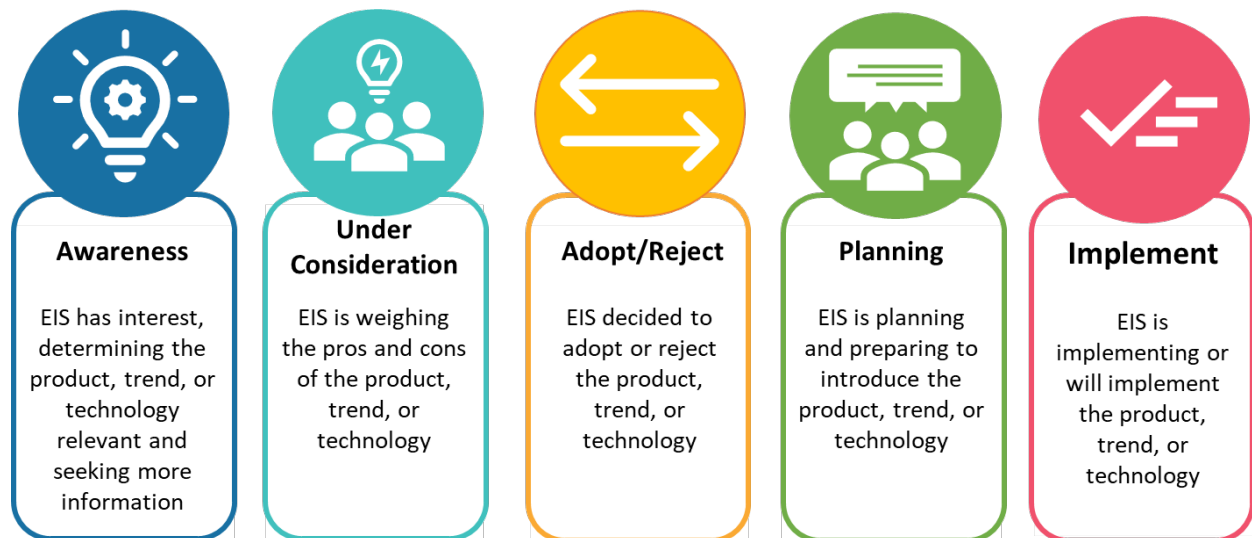 Awareness
EIS has interest,
determining the
product, trend, or
technology
relevant and
seeking more
information
Under
Consideration
EIS is weighing
the pros and cons
of the product,
trend, or
technology
Adopt/Reject
EIS decided to
adopt or reject
the product,
trend, or
technology
Planning
EIS is planning
and preparing to
introduce the
product, trend, or
technology
Implement
EIS is
implementing or
will implement
the product,
trend, or
technology